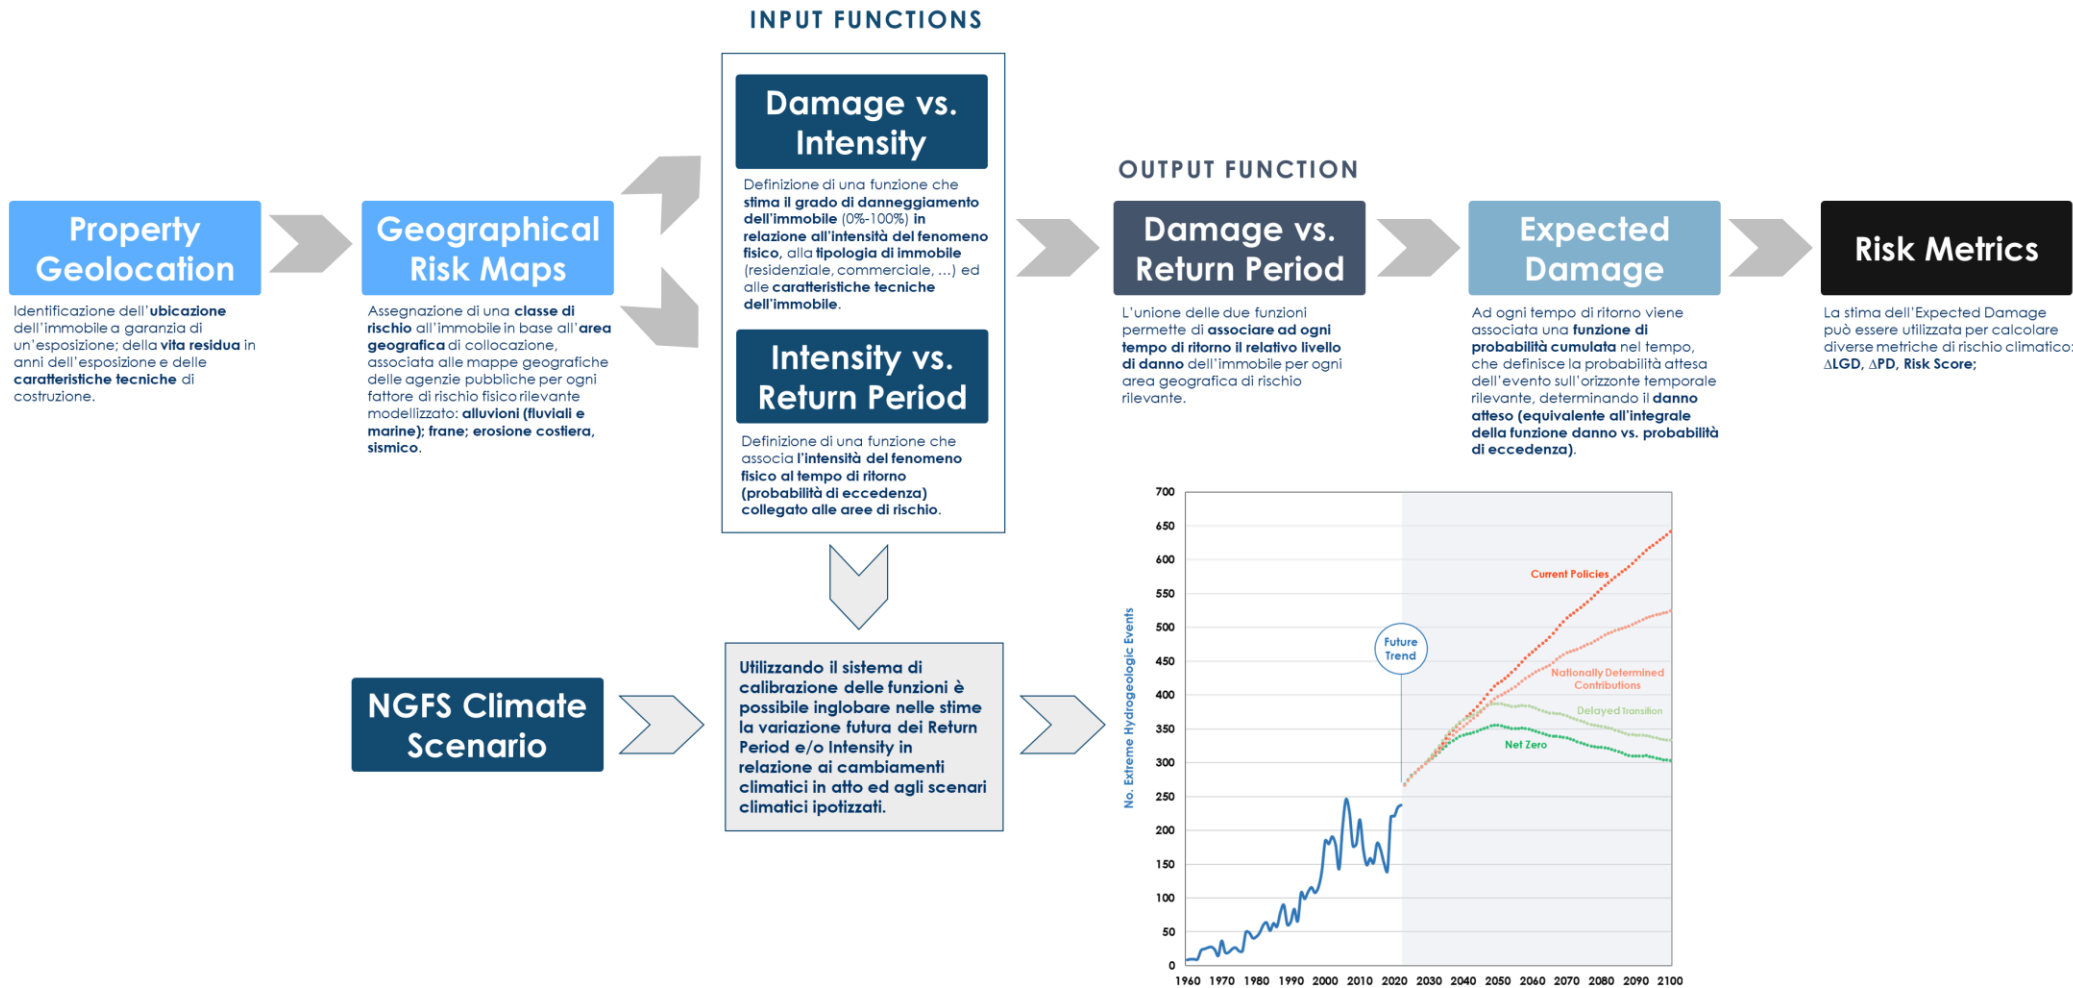 INPUT FUNCTIONS
Damage vs.
Intensity
Definizione di una funzione che
stima il grado di danneggiamento
dell'immobile (0%-100%) in
relazione all'intensità del fenomeno
fisico, alla tipologia di immobile
(residenziale, commerciale, ...) ed
alle caratteristiche tecniche
dell'immobile.
Intensity vs.
Return Period
Definizione di una funzione che
associa l'intensità del fenomeno
fisico al tempo di ritorno
(probabilità di eccedenza)
collegato alle aree di rischio.
Property
Geolocation
Identificazione dell'ubicazione
dell'immobile a garanzia di
un'esposizione; della vita residua in
anni dell'esposizione e delle
caratteristiche tecniche di
costruzione.
Geographical
Risk Maps
Assegnazione di una classe di
rischio all'immobile in base all'area
geografica di collocazione,
associata alle mappe geografiche
delle agenzie pubbliche per ogni
fattore di rischio fisico rilevante
modellizzato: alluvioni (fluviali e
marine); frane; erosione costiera,
sismico.
OUTPUT FUNCTION
Damage vs.
Return Period
L'unione delle due funzioni
permette di associare ad ogni
tempo di ritorno il relativo livello
di danno dell'immobile per ogni
area geografica di rischio
rilevante.
Expected
Damage
Ad ogni tempo di ritorno viene
associata una funzione di
probabilità cumulata nel tempo,
che definisce la probabilità attesa
dell'evento sull'orizzonte temporale
rilevante, determinando il danno
atteso (equivalente all'integrale
della funzione danno vs. probabilità
di eccedenza).
Risk Metrics
La stima dell'Expected Damage
può essere utilizzata per calcolare
diverse metriche di rischio climatico:
∆LGD, ∆PD, Risk Score;
NGFS Climate
Scenario
Utilizzando il sistema di
calibrazione delle funzioni è
possibile inglobare nelle stime
la variazione futura dei Return
Period e/o Intensity in
relazione ai cambiamenti
climatici in atto ed agli scenari
climatici ipotizzati.
No. Extreme Hydrogeologic Events
700
650
600
550
500
450
400
350
300
250
200
150
100
50
0
Current Policies
Future
Trend
Nationally Determined
Contributions
Delayed Transition
Net Zero
1960 1970 1980 1990 2000 2010 2020 2030 2040 2050 2060 2070 2080 2090 2100